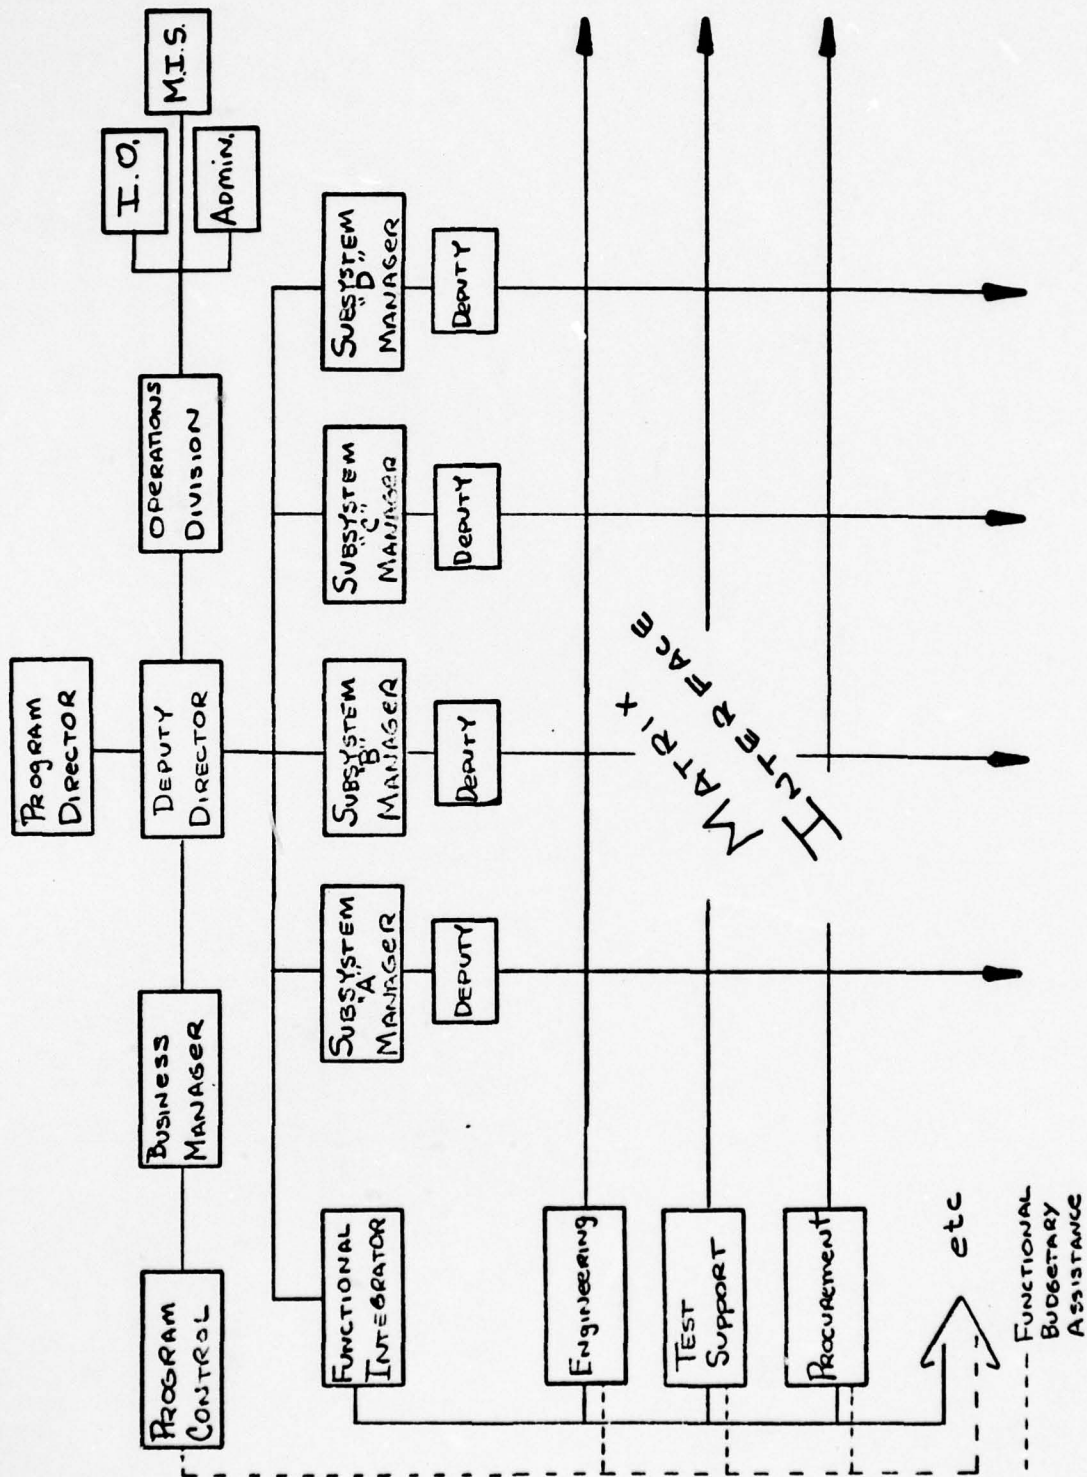 PROGRAM
DIRECTOR
PROGRAM
CONTROL
BUSINESS
MANAGER
DEPUTY
DIRECTOR
OPERATIONS
DIVISION
I.O.
M.I.S.
ADMIN.
FUNCTIONAL
INTEGRATOR
SUBSYSTEM
"A"
MANAGER
SUBSYSTEM
"B"
MANAGER
SUBSYSTEM
"C"
MANAGER
SUBSYSTEM
"D"
MANAGER
DEPUTY
DEPUTY
DEPUTY
DEPUTY
ENgiNEERiNg
TEST
SUPPORT
PROCUREMENT
MATRIX
INTERFACE
etc
FUNCTIONAL
BUDGETARY
ASSISTANCE